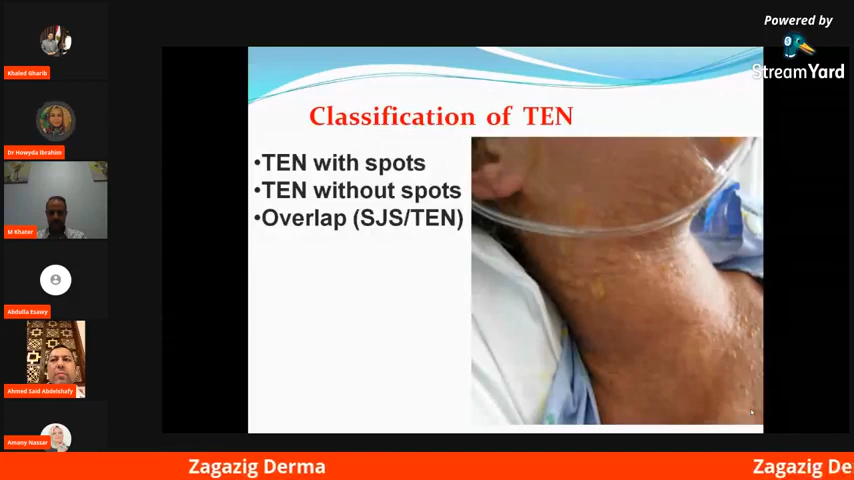 Powered by
StreamYard
Khaled Gharib
Dr Howyda Ibrahim
M Khater
Abdulla Esawy
Ahmed Said Abdelshafy
Amany Nassar
Classification of TEN
•TEN with spots
•TEN without spots
•Overlap (SJS/TEN)
Zagazig Derma
Zagazig De